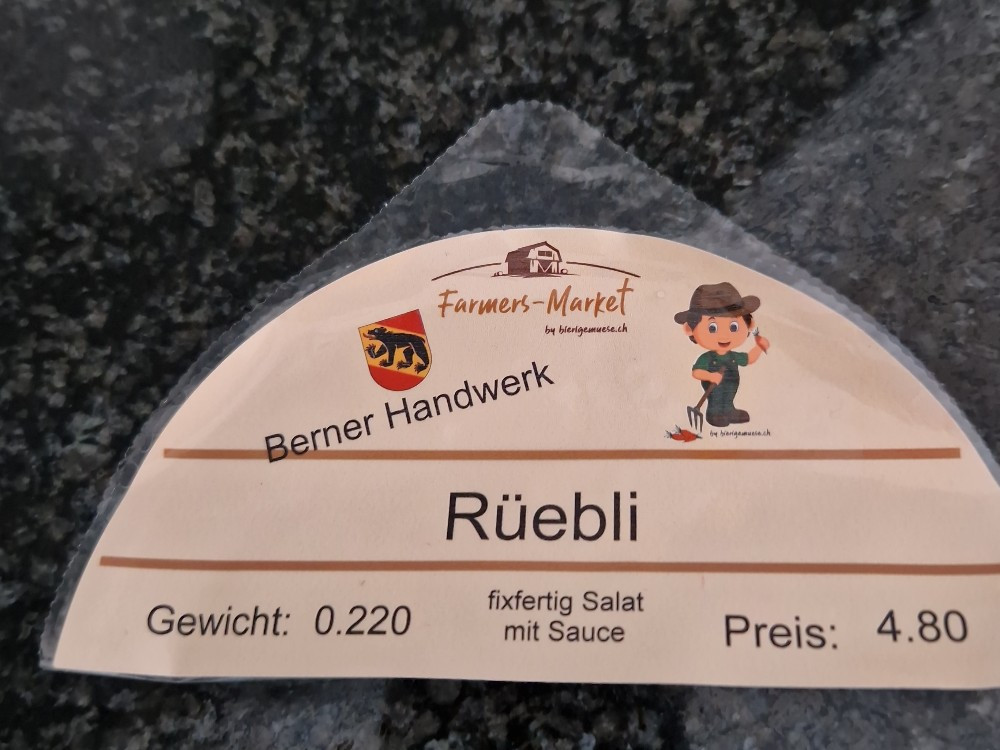 Farmers-Market
by bierigemuese.ch
Berner Handwerk
by bierigemuese.ch
Rüebli
Gewicht: 0.220
fixfertig Salat
mit Sauce
Preis: 4.80